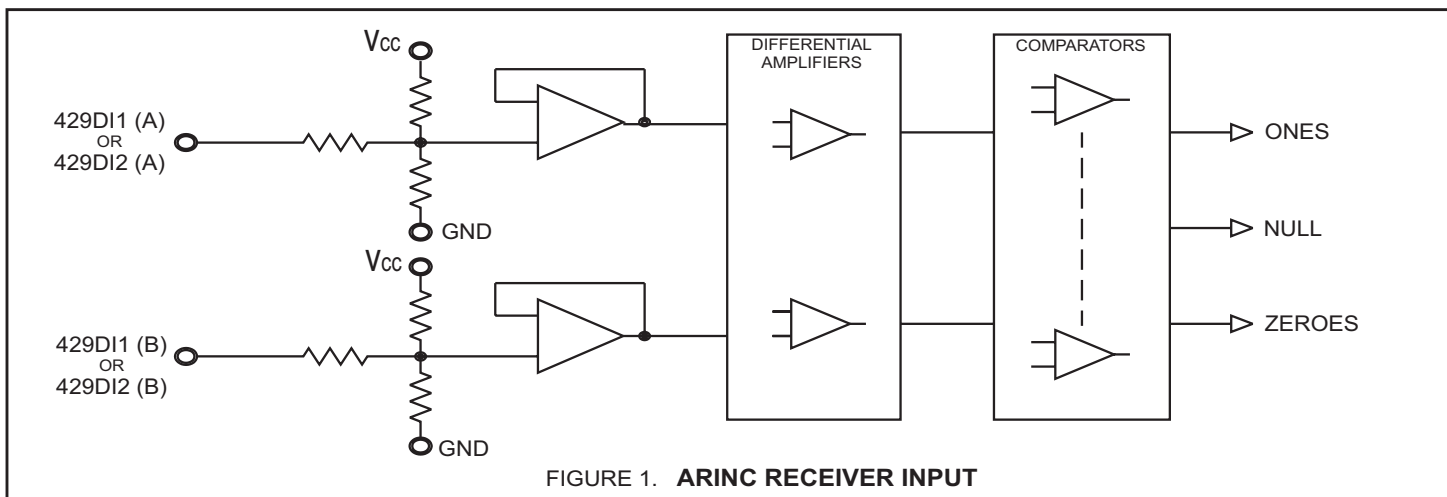 DIFFERENTIAL
AMPLIFIERS
COMPARATORS
VCC
429DI1 (A)
OR
429DI2 (A)
GND
ONES
NULL
VCC
ZEROES
429DI1 (B)
OR
429DI2 (B)
GND
FIGURE 1. ARINC RECEIVER INPUT